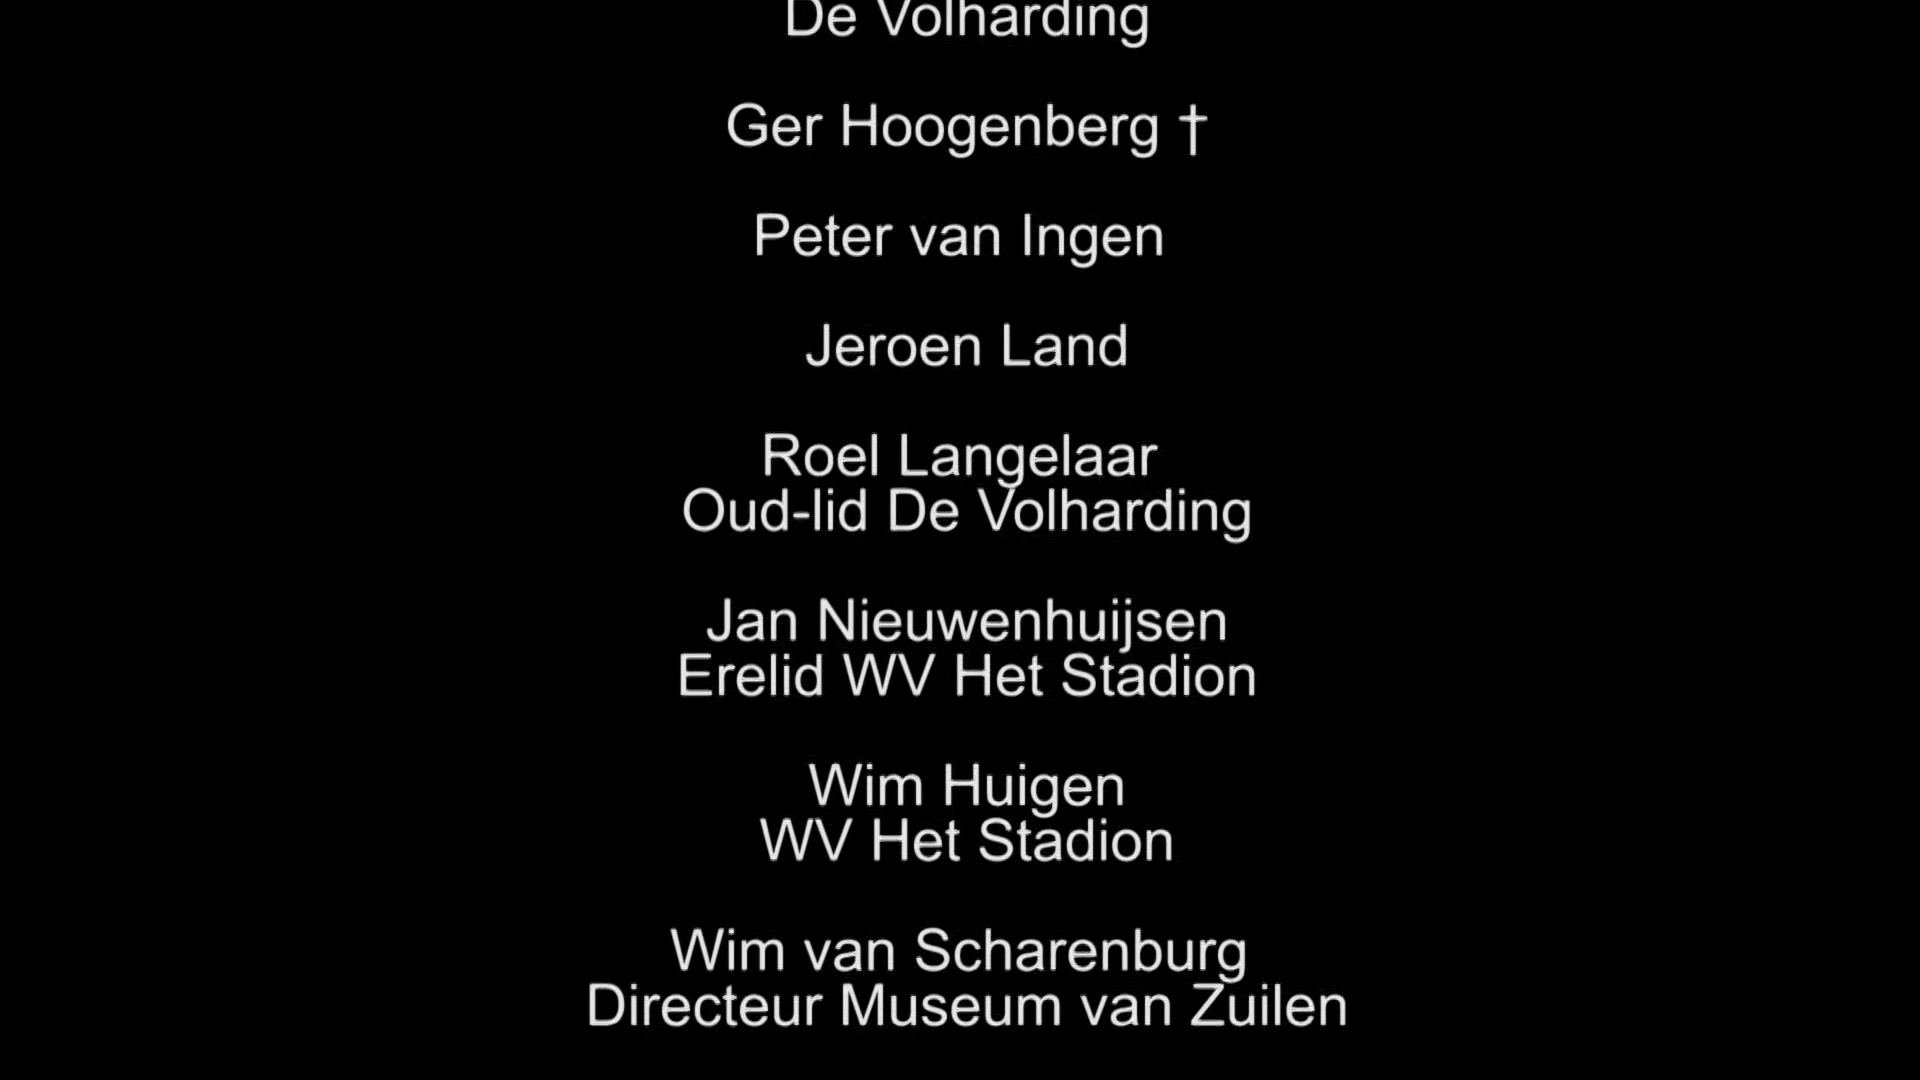 De Volharding
Ger Hoogenberg †
Peter van Ingen
Jeroen Land
Roel Langelaar
Oud-lid De Volharding
Jan Nieuwenhuijsen
Erelid WV Het Stadion
Wim Huigen
WV Het Stadion
Wim van Scharenburg
Directeur Museum van Zuilen